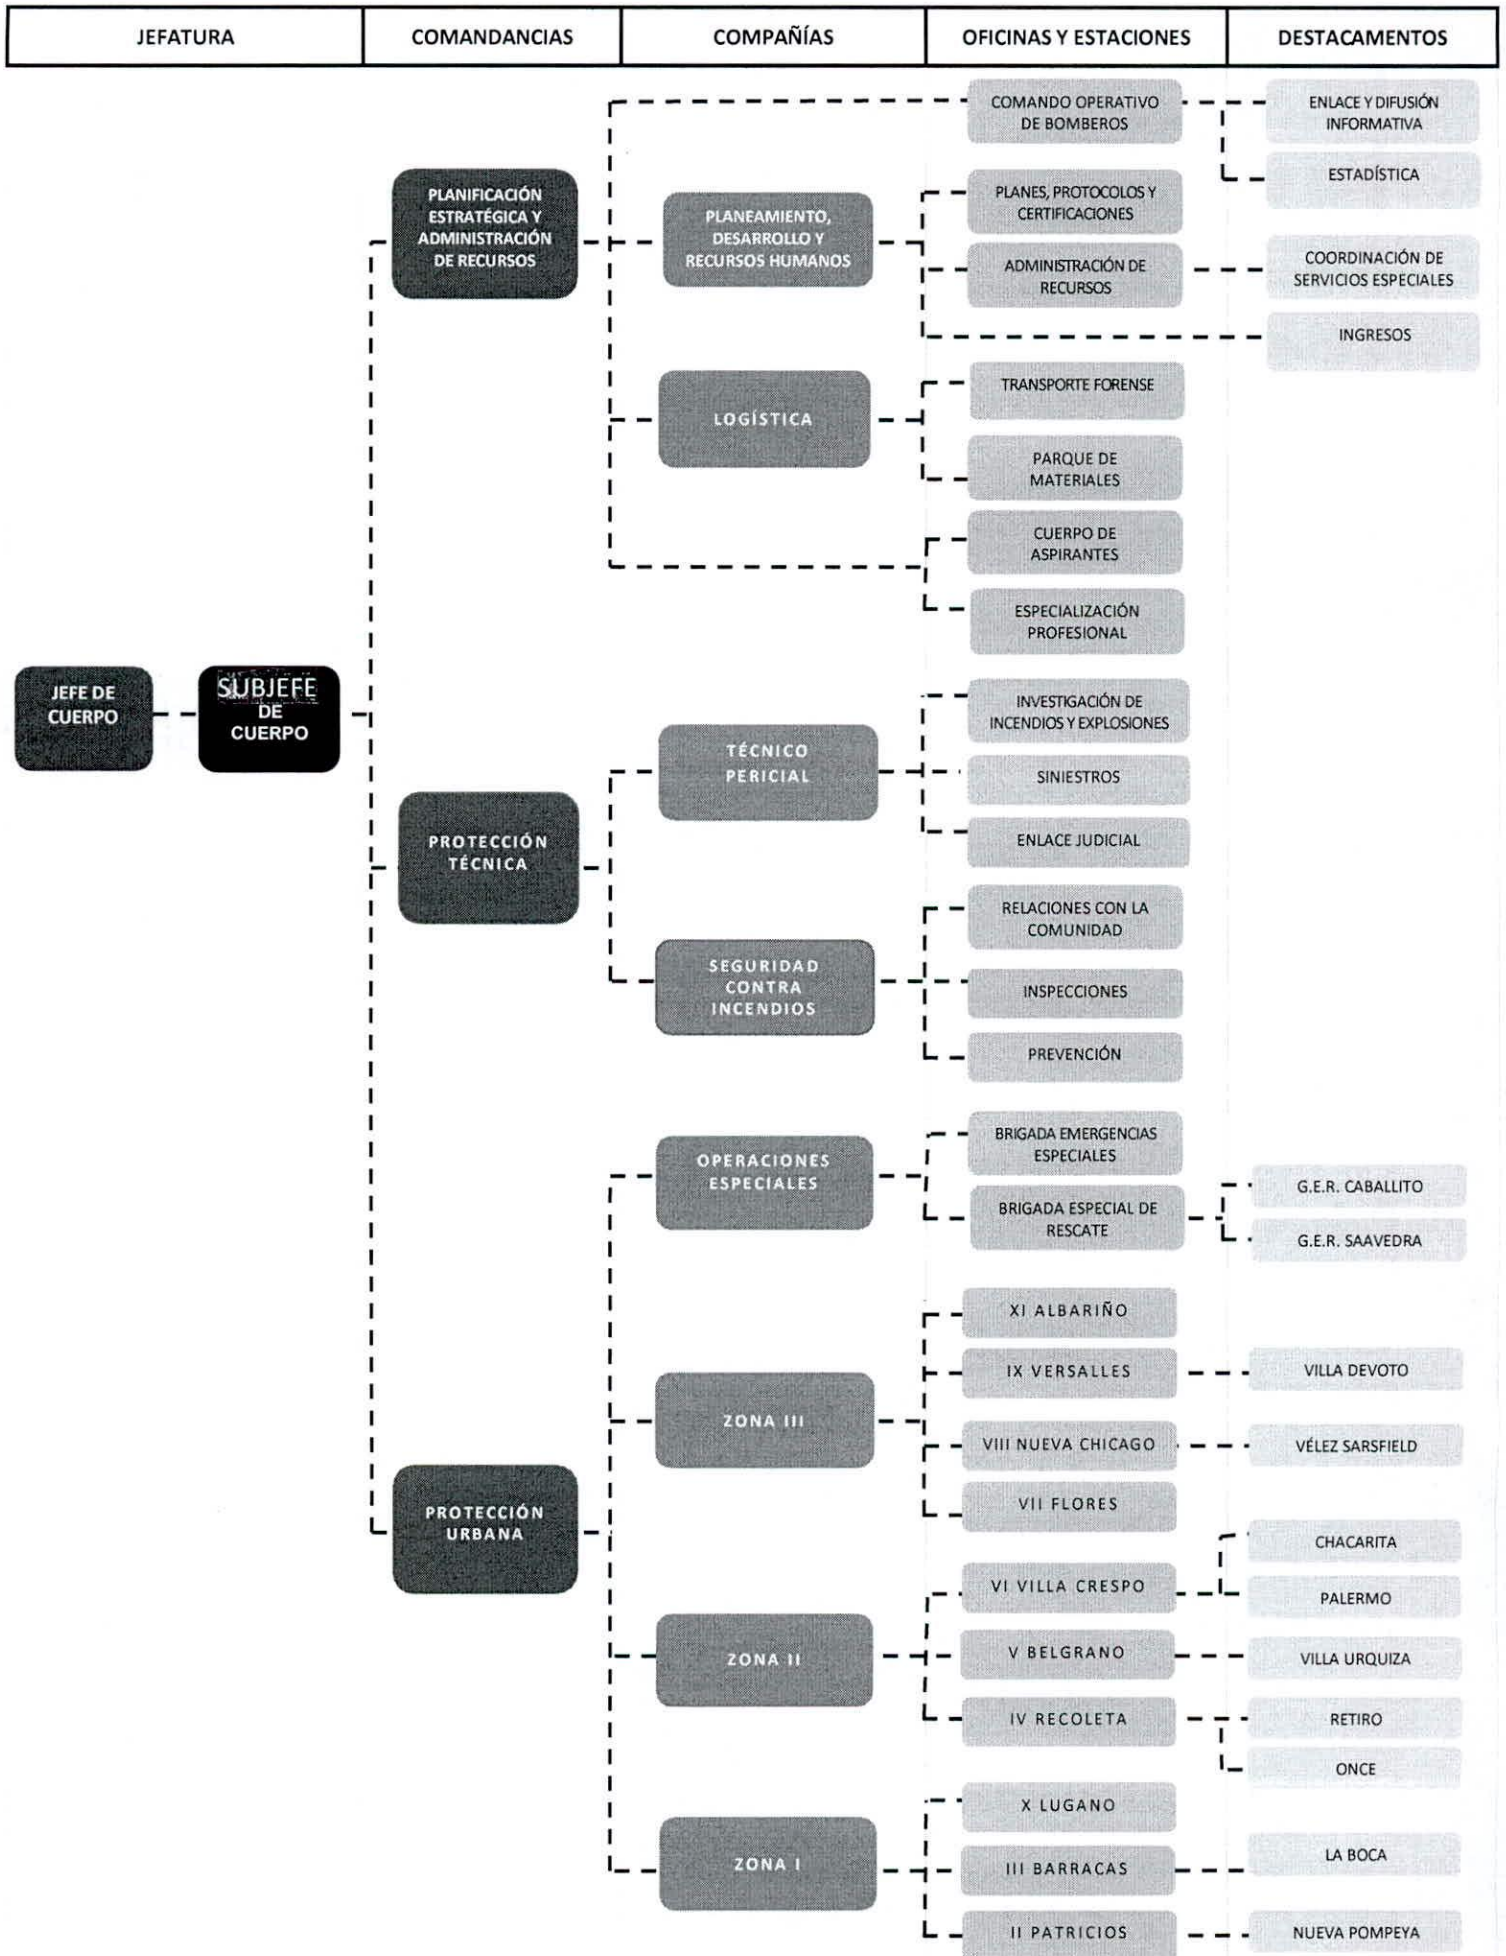 JEFATURA
COMANDANCIAS
COMPAÑÍAS
OFICINAS Y ESTACIONES
DESTACAMENTOS
COMANDO OPERATIVO
DE BOMBEROS
ENLACE Y DIFUSIÓN
INFORMATIVA
ESTADÍSTICA
PLANIFICACIÓN
ESTRATÉGICA Y
ADMINISTRACIÓN
DE RECURSOS
PLANEAMIENTO,
DESARROLLO Y
RECURSOS HUMANOS
PLANES, PROTOCOLOS Y
CERTIFICACIONES
ADMINISTRACIÓN DE
RECURSOS
COORDINACIÓN DE
SERVICIOS ESPECIALES
INGRESOS
LOGÍSTICA
TRANSPORTE FORENSE
PARQUE DE
MATERIALES
CUERPO DE
ASPIRANTES
ESPECIALIZACIÓN
PROFESIONAL
JEFE DE
CUERPO
SUBJEFE
DE
CUERPO
PROTECCIÓN
TÉCNICA
TÉCNICO
PERICIAL
INVESTIGACIÓN DE
INCENDIOS Y EXPLOSIONES
SINIESTROS
ENLACE JUDICIAL
SEGURIDAD
CONTRA
INCENDIOS
RELACIONES CON LA
COMUNIDAD
INSPECCIONES
PREVENCIÓN
PROTECCIÓN
URBANA
OPERACIONES
ESPECIALES
BRIGADA EMERGENCIAS
ESPECIALES
BRIGADA ESPECIAL DE
RESCATE
G.E.R. CABALLITO
G.E.R. SAAVEDRA
ZONA III
XI ALBARIÑO
IX VERSALLES
VILLA DEVOTO
VIII NUEVA CHICAGO
VÉLEZ SARSFIELD
VII FLORES
ZONA II
VI VILLA CRESPO
CHACARITA
PALERMO
V BELGRANO
VILLA URQUIZA
IV RECOLETA
RETIRO
ONCE
ZONA I
X LUGANO
III BARRACAS
LA BOCA
II PATRICIOS
NUEVA POMPEYA